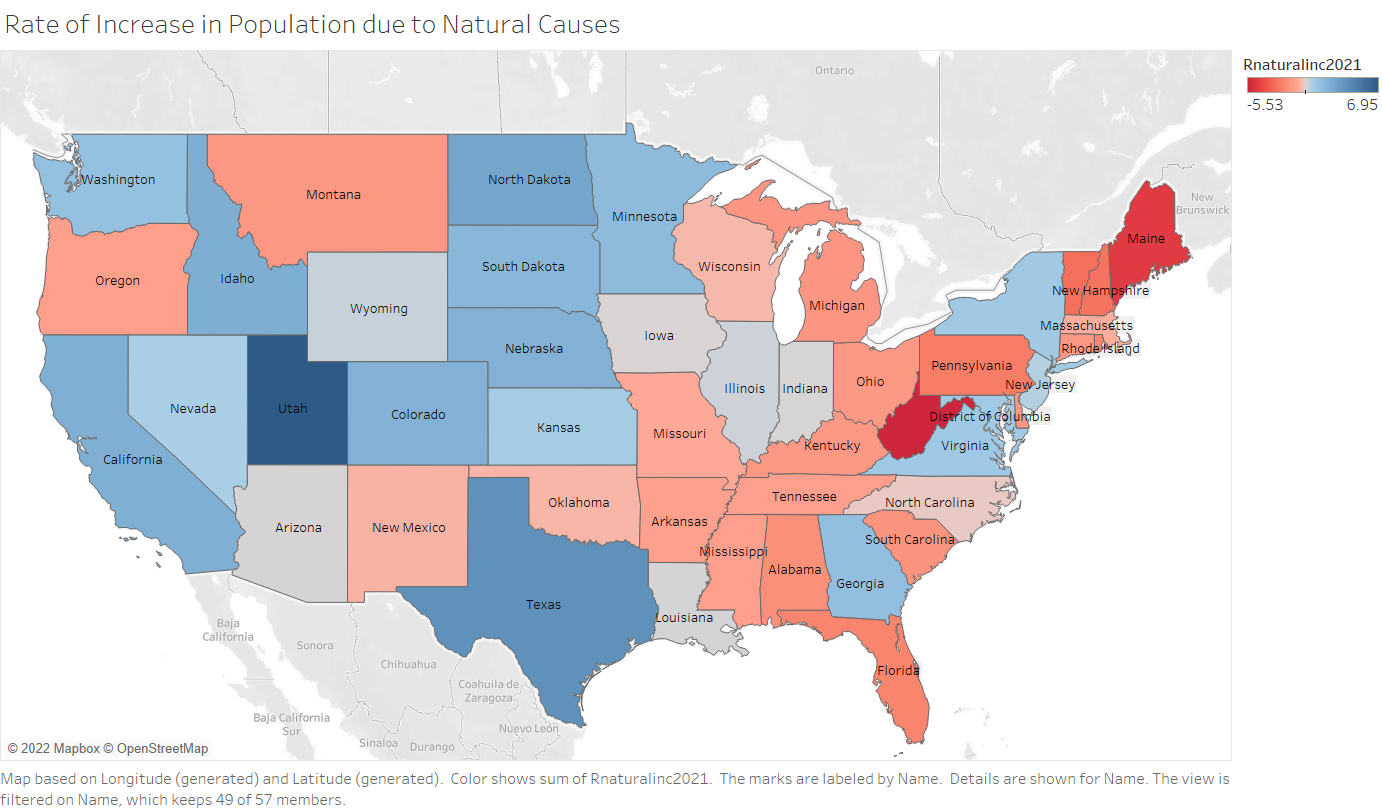 Rate of Increase in Population due to Natural Causes
Rnaturalinc2021
-5.53 6.95
Ontario
New
Brunswick
Washington
Montana
North Dakota
Minnesota
Maine
Oregon
Idaho
South Dakota
Wisconsin
Wyoming
Michigan
New Hampshire
Massachusetts
Rhode Island
Iowa
Nebraska
Pennsylvania
New Jersey
Nevada
Utah
Colorado
Illinois
Indiana
Ohio
District of Columbia
Kansas
Missouri
Kentucky
Virginia
California
Arizona
New Mexico
Oklahoma
Arkansas
Tennessee
North Carolina
South Carolina
Mississippi
Alabama
Georgia
Texas
Louisiana
Florida
Baja
California
Sonora
Chihuahua
Coahuila de
Zaragoza
Baja California
Sur
Nuevo León
Sinaloa
Durango
© 2022 Mapbox © OpenStreetMap
Map based on Longitude (generated) and Latitude (generated).  Color shows sum of Rnaturalinc2021.  The marks are labeled by Name.  Details are shown for Name. The view is
filtered on Name, which keeps 49 of 57 members.